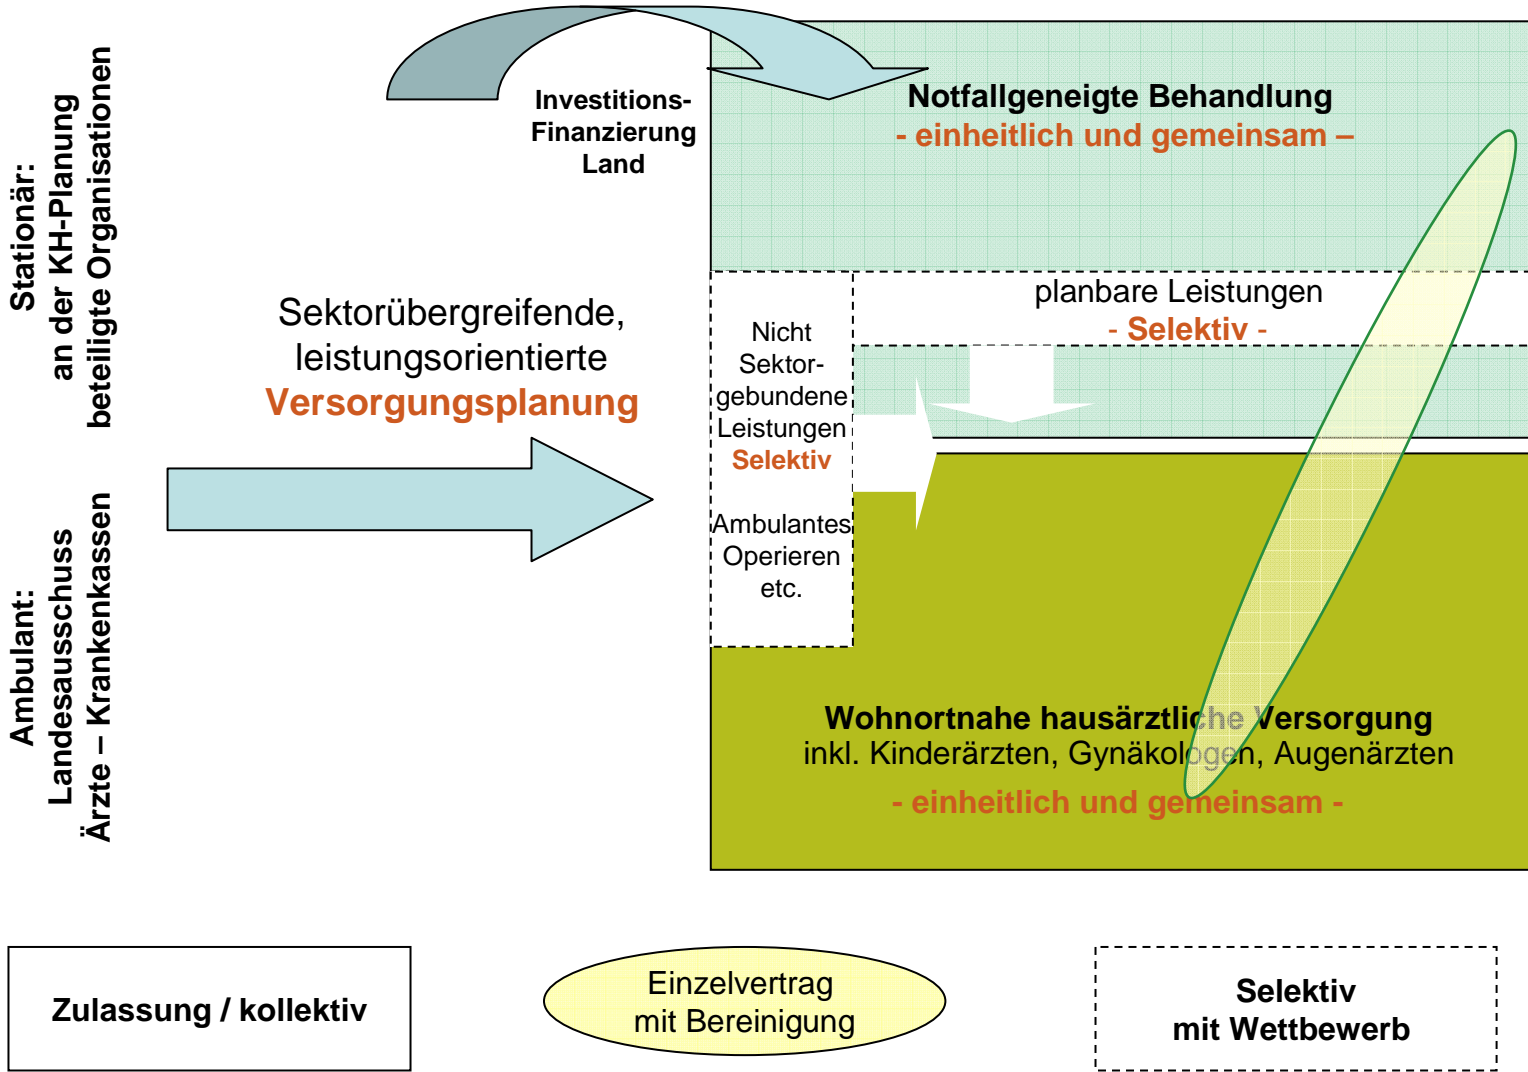 Stationär:
an der KH-Planung
beteiligte Organisationen
Ambulant:
Landesausschuss
Ärzte – Krankenkassen
Investitions-
Finanzierung
Land
Sektorübergreifende,
leistungsorientierte
Versorgungsplanung
Notfallgeneigte Behandlung
- einheitlich und gemeinsam –
planbare Leistungen
- Selektiv -
Nicht
Sektor-
gebundene
Leistungen
Selektiv
Ambulantes
Operieren
etc.
Wohnortnahe hausärztliche Versorgung
inkl. Kinderärzten, Gynäkologen, Augenärzten
- einheitlich und gemeinsam -
Zulassung / kollektiv
Einzelvertrag
mit Bereinigung
Selektiv
mit Wettbewerb